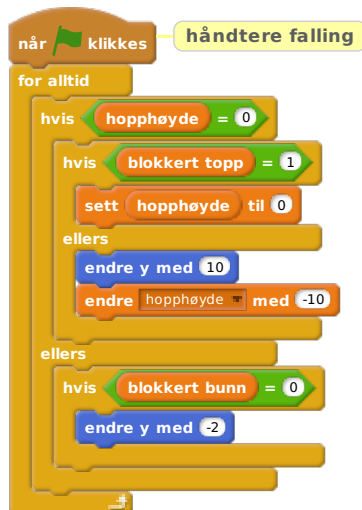 når klikkes
håndtere falling
for alltid
hvis hopphøyde = 0
hvis blokkert topp = 1
sett hopphøyde til 0
ellers
endre y med 10
endre hopphøyde med -10
ellers
hvis blokkert bunn = 0
endre y med -2